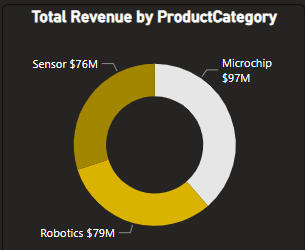 Total Revenue by ProductCategory
Sensor $76M
Microchip
$97M
Robotics $79M